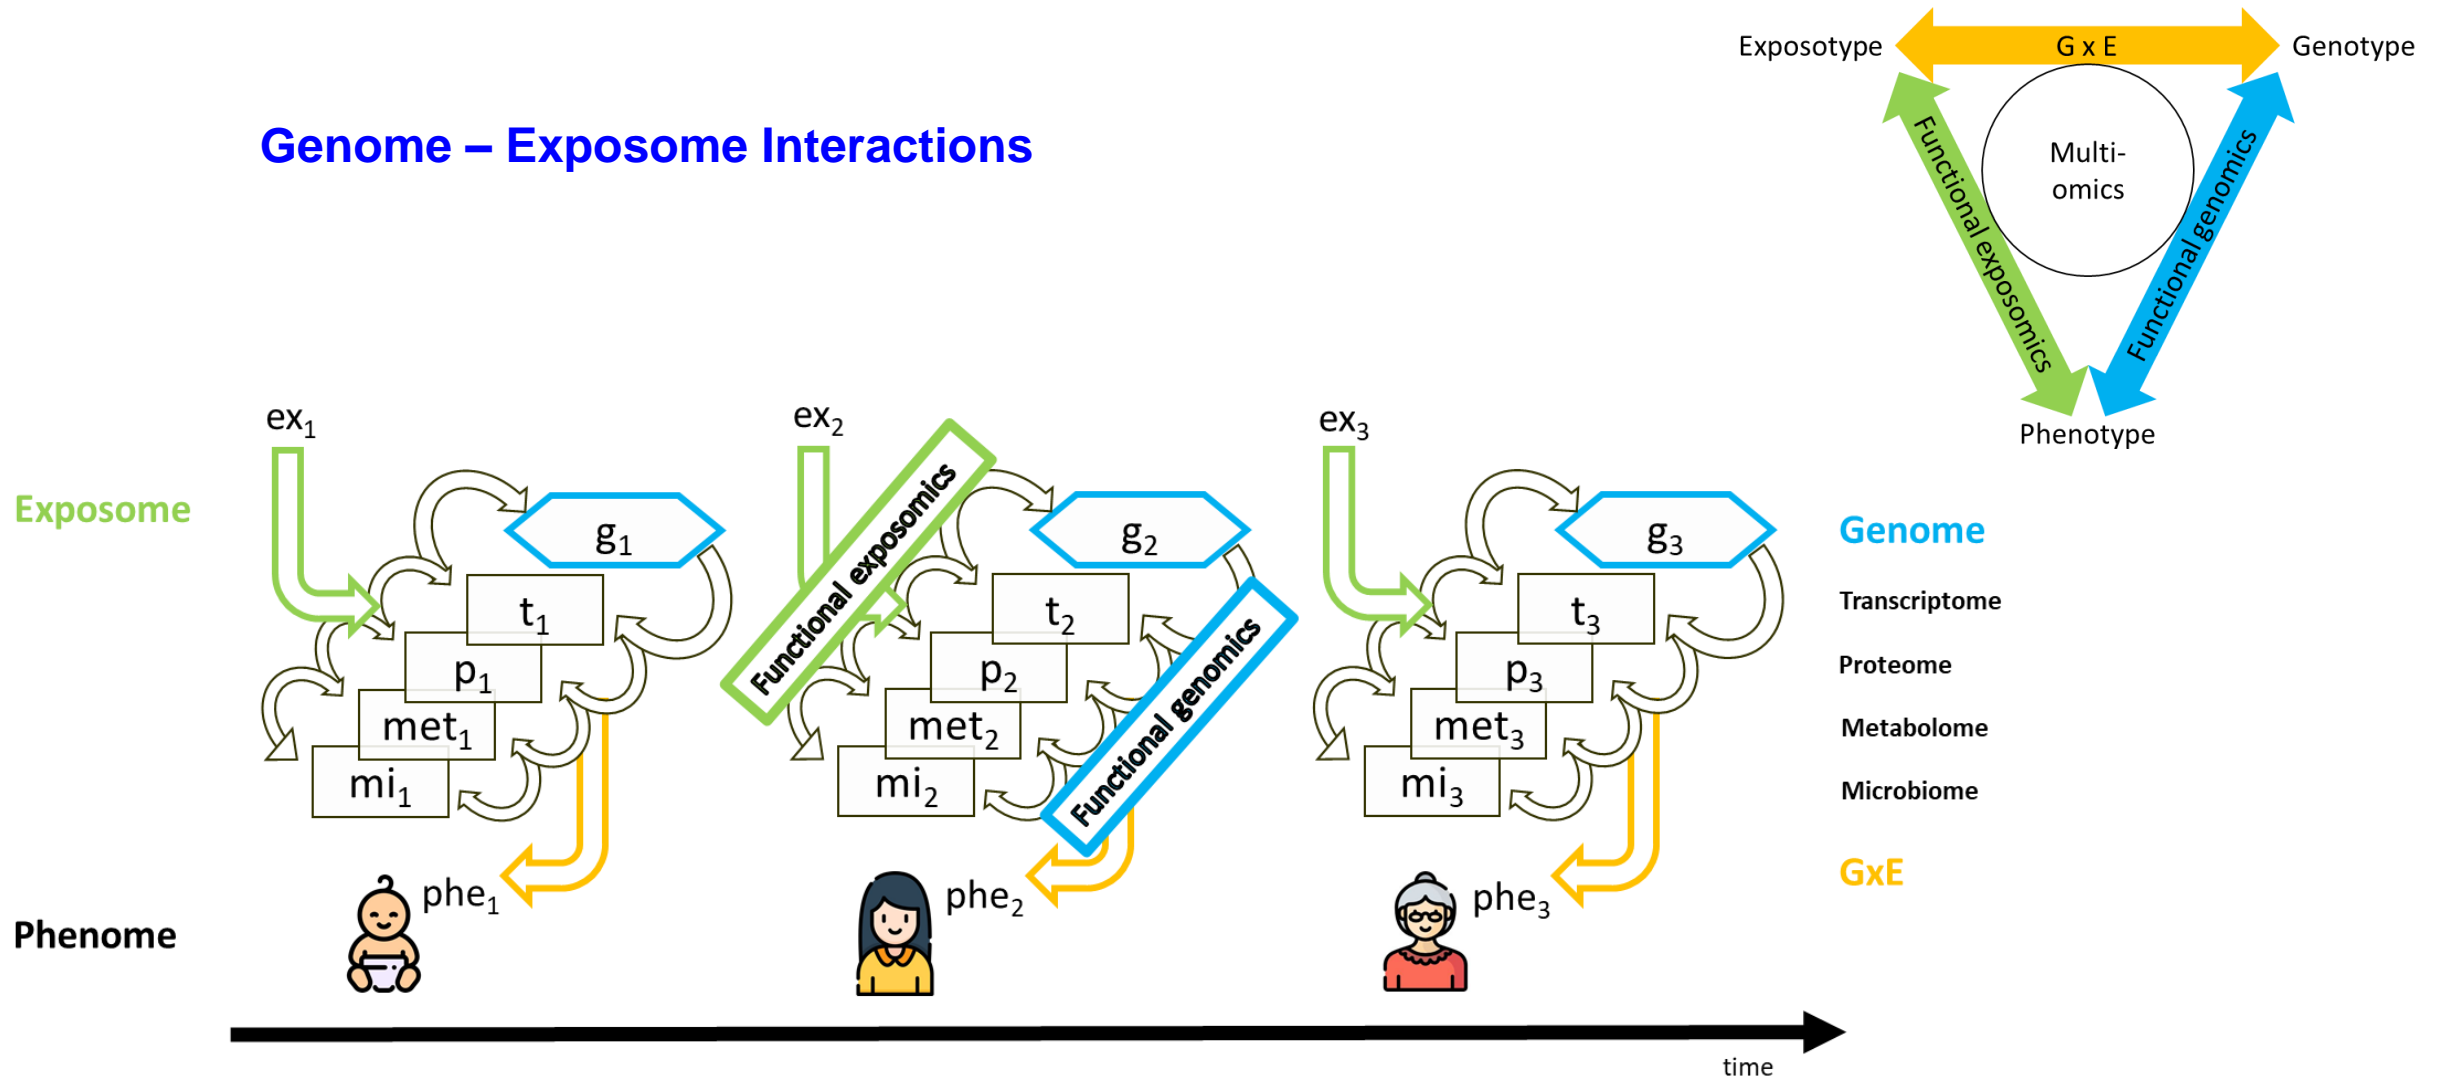 Exposotype
G x E
Genotype
Genome – Exposome Interactions
Multi-
omics
Functional exposomics
Functional genomics
Phenotype
ex1
ex2
ex3
Functional exposomics
Exposome
g1
g2
g3
Genome
t1
t2
t3
Transcriptome
p1
p2
p3
Proteome
Functional genomics
met1
met2
met3
Metabolome
mi1
mi2
mi3
Microbiome
GxE
phe1
phe2
phe3
Phenome
time